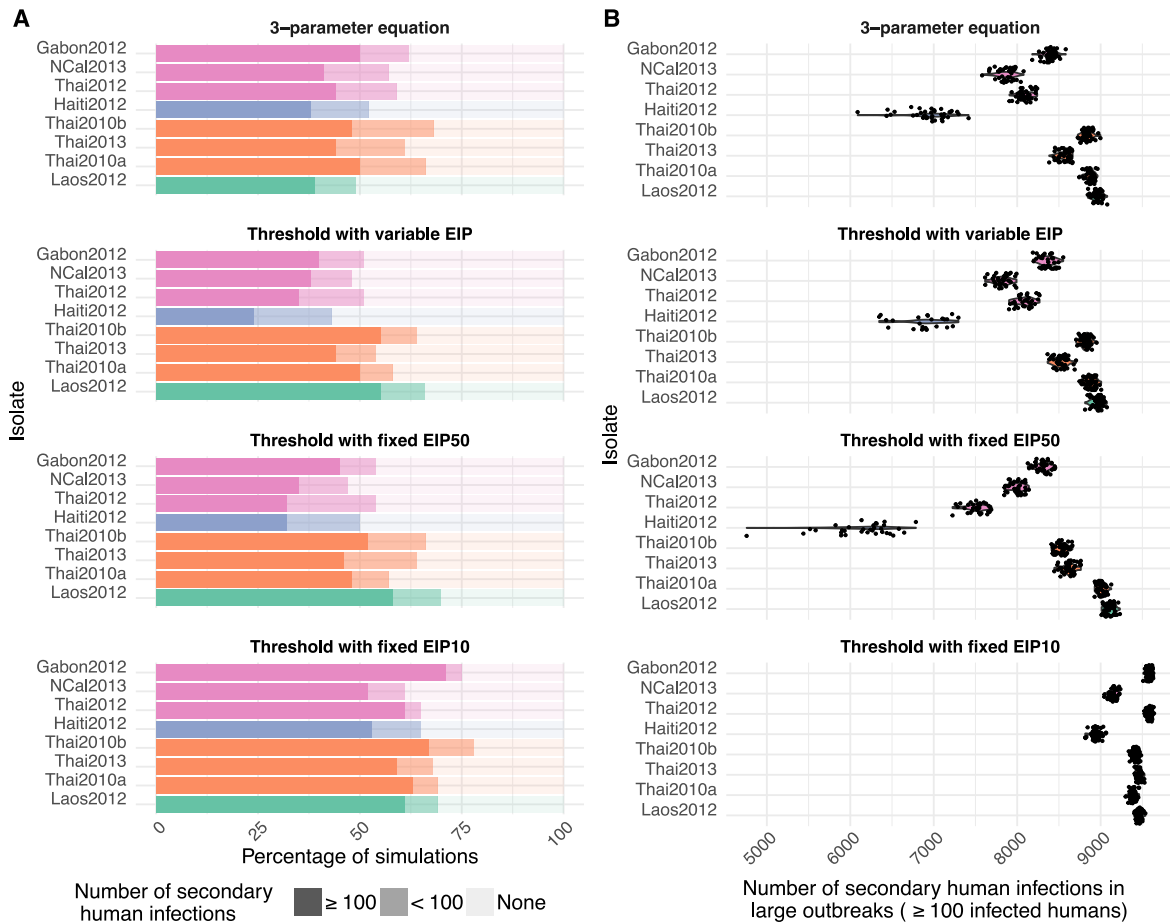 A
3−parameter equation
Gabon2012
NCal2013
Thai2012
Haiti2012
Thai2010b
Thai2013
Thai2010a
Laos2012
Threshold with variable EIP
Gabon2012
NCal2013
Thai2012
Haiti2012
Thai2010b
Thai2013
Thai2010a
Laos2012
Isolate
Threshold with fixed EIP50
Gabon2012
NCal2013
Thai2012
Haiti2012
Thai2010b
Thai2013
Thai2010a
Laos2012
Threshold with fixed EIP10
Gabon2012
NCal2013
Thai2012
Haiti2012
Thai2010b
Thai2013
Thai2010a
Laos2012
0 25 50 75 100
Percentage of simulations
Number of secondary
human infections
≥ 100 < 100 None
B
3−parameter equation
Gabon2012
NCal2013
Thai2012
Haiti2012
Thai2010b
Thai2013
Thai2010a
Laos2012
Threshold with variable EIP
Gabon2012
NCal2013
Thai2012
Haiti2012
Thai2010b
Thai2013
Thai2010a
Laos2012
Isolate
Threshold with fixed EIP50
Gabon2012
NCal2013
Thai2012
Haiti2012
Thai2010b
Thai2013
Thai2010a
Laos2012
Threshold with fixed EIP10
Gabon2012
NCal2013
Thai2012
Haiti2012
Thai2010b
Thai2013
Thai2010a
Laos2012
5000 6000 7000 8000 9000
Number of secondary human infections in
large outbreaks ( ≥ 100 infected humans)